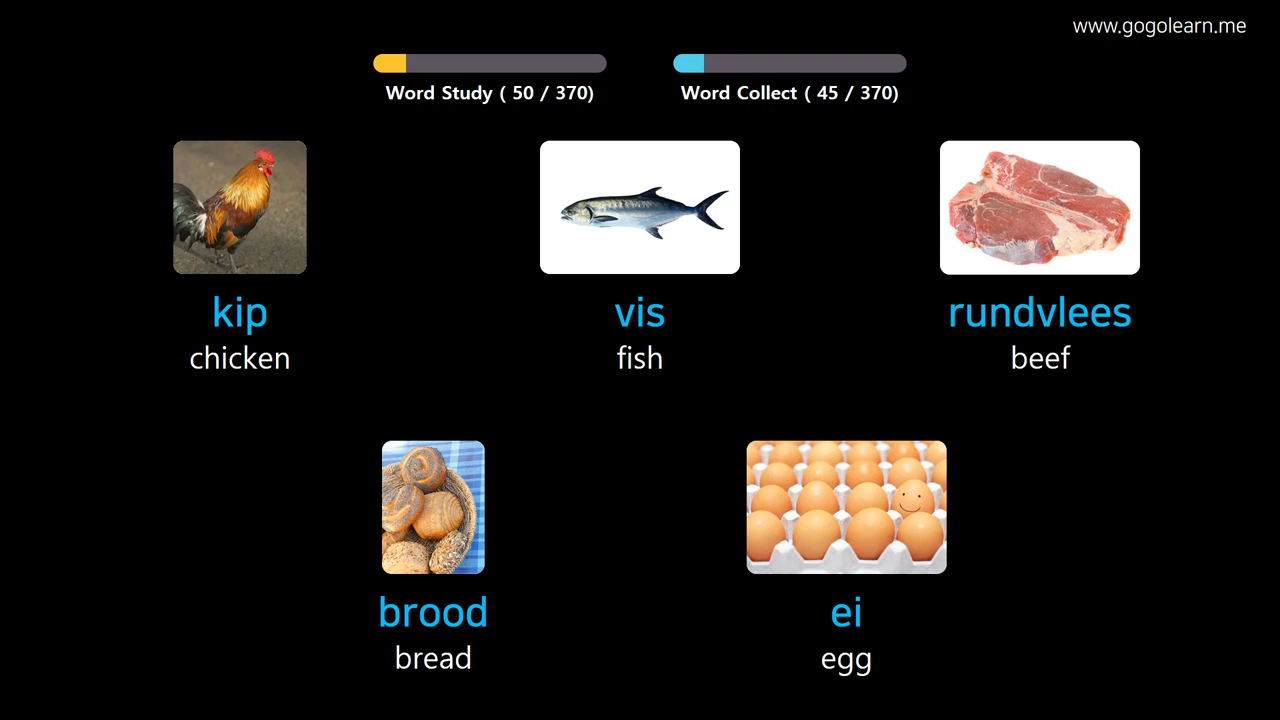 www.gogolearn.me
Word Study ( 50 / 370)
Word Collect ( 45 / 370)
kip
chicken
vis
fish
rundvlees
beef
brood
bread
ei
egg